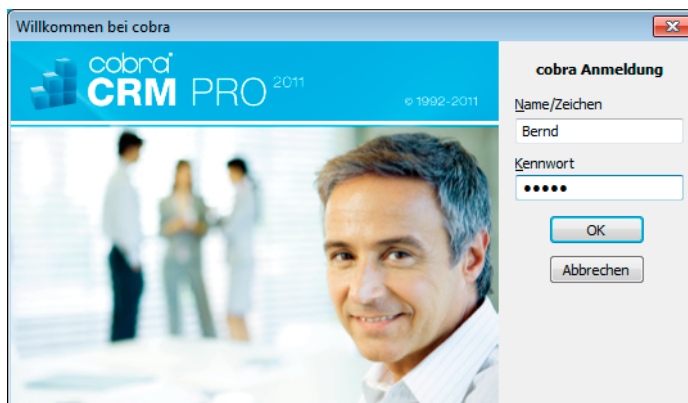 Willkommen bei cobra
cobra
CRM PRO 2011
© 1992-2011
cobra Anmeldung
Name/Zeichen
Bernd
Kennwort
●●●●●
OK
Abbrechen